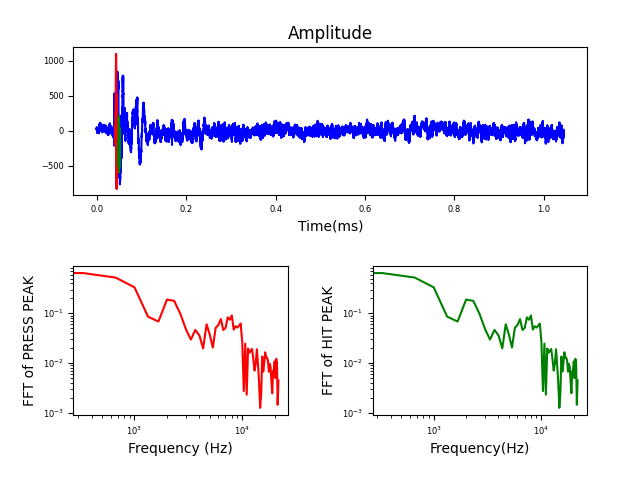 Amplitude
1000
500
0
−500
0.0 0.2 0.4 0.6 0.8 1.0
Time(ms)
FFT of PRESS PEAK
10⁻¹
10⁻²
10⁻³
10³ 10⁴
Frequency (Hz)
FFT of HIT PEAK
10⁻¹
10⁻²
10⁻³
10³ 10⁴
Frequency(Hz)